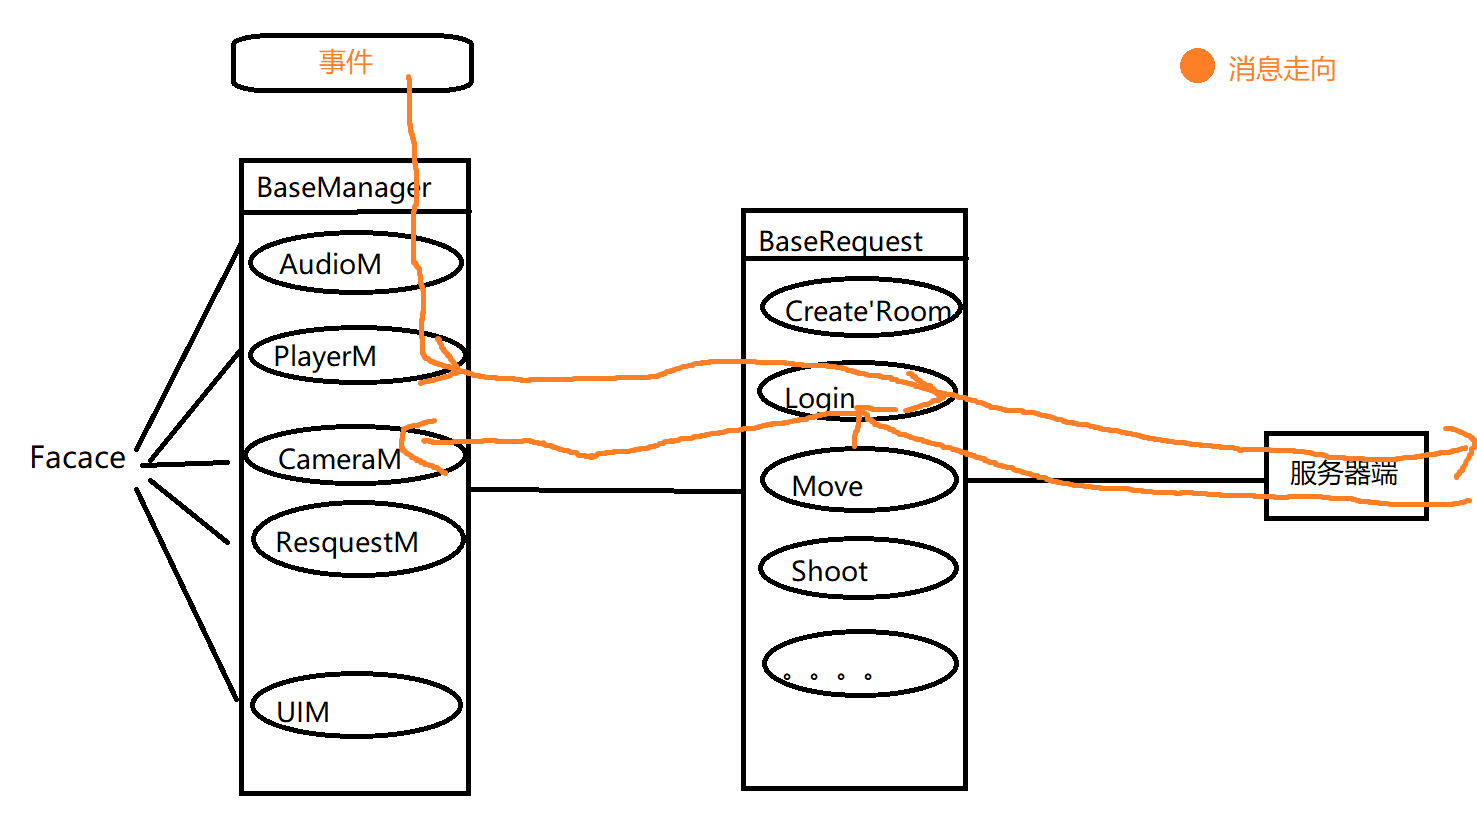 事件
消息走向
BaseManager
AudioM
PlayerM
CameraM
ResquestM
UIM
Facace
BaseRequest
Create'Room
Login
Move
Shoot
。。。。
服务器端